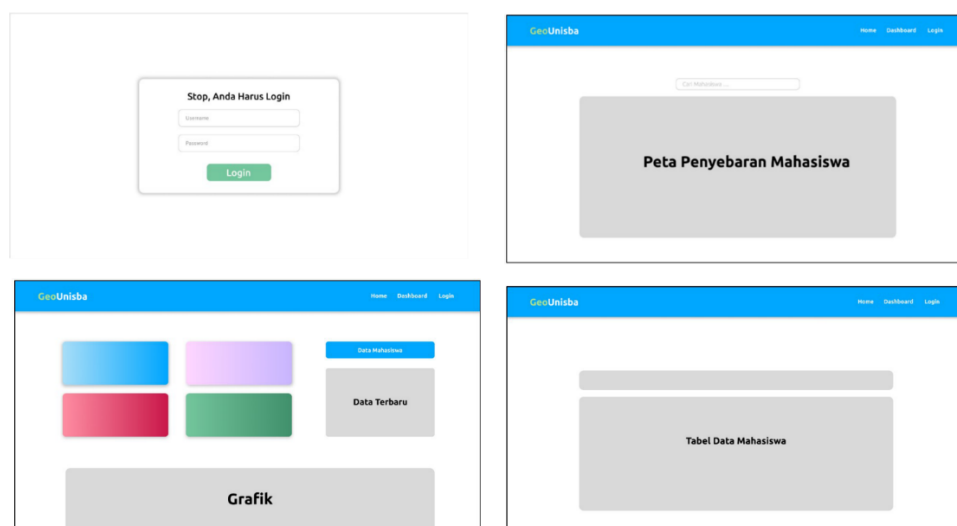 Stop, Anda Harus Login
Username
Password
Login
GeoUnisba
Home Dashboard Login
Cari Mahasiswa ...
Peta Penyebaran Mahasiswa
GeoUnisba
Home Dashboard Login
Data Mahasiswa
Data Terbaru
Grafik
GeoUnisba
Home Dashboard Login
Tabel Data Mahasiswa